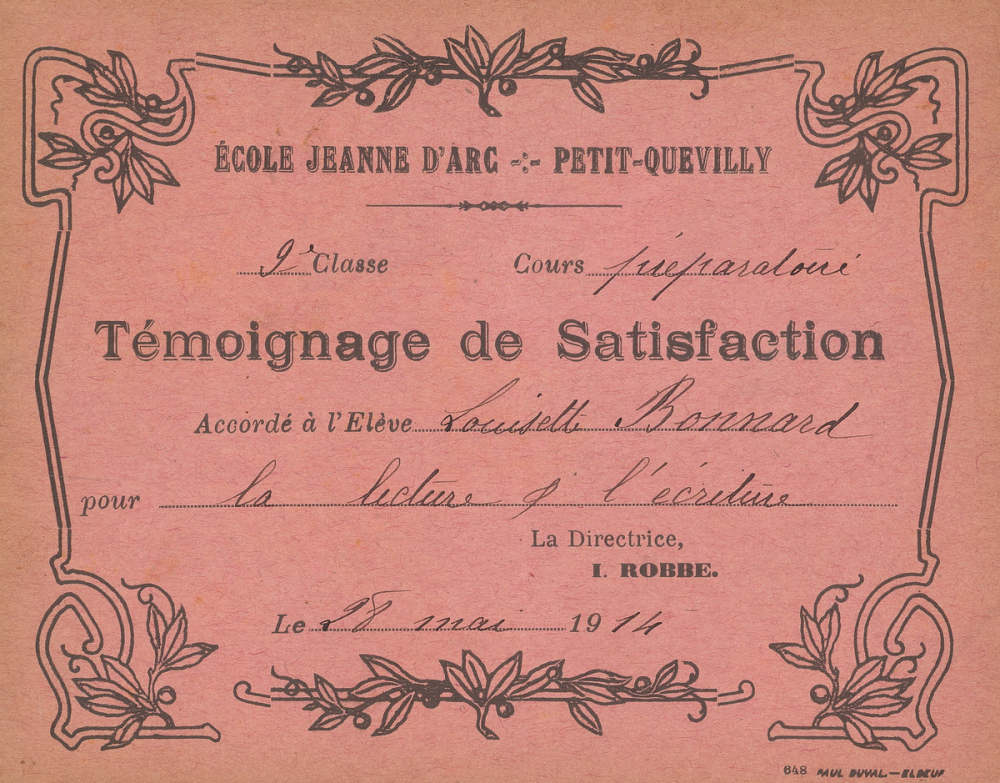 ÉCOLE JEANNE D'ARC -:- PETIT-QUEVILLY
2e Classe Cours préparatoire
Témoignage de Satisfaction
Accordé à l'Elève Louisette Bonnard
pour la lecture & l'écriture
La Directrice,
I. ROBBE.
Le 28 mai 1914
648 PAUL DUVAL.—ELBEUF